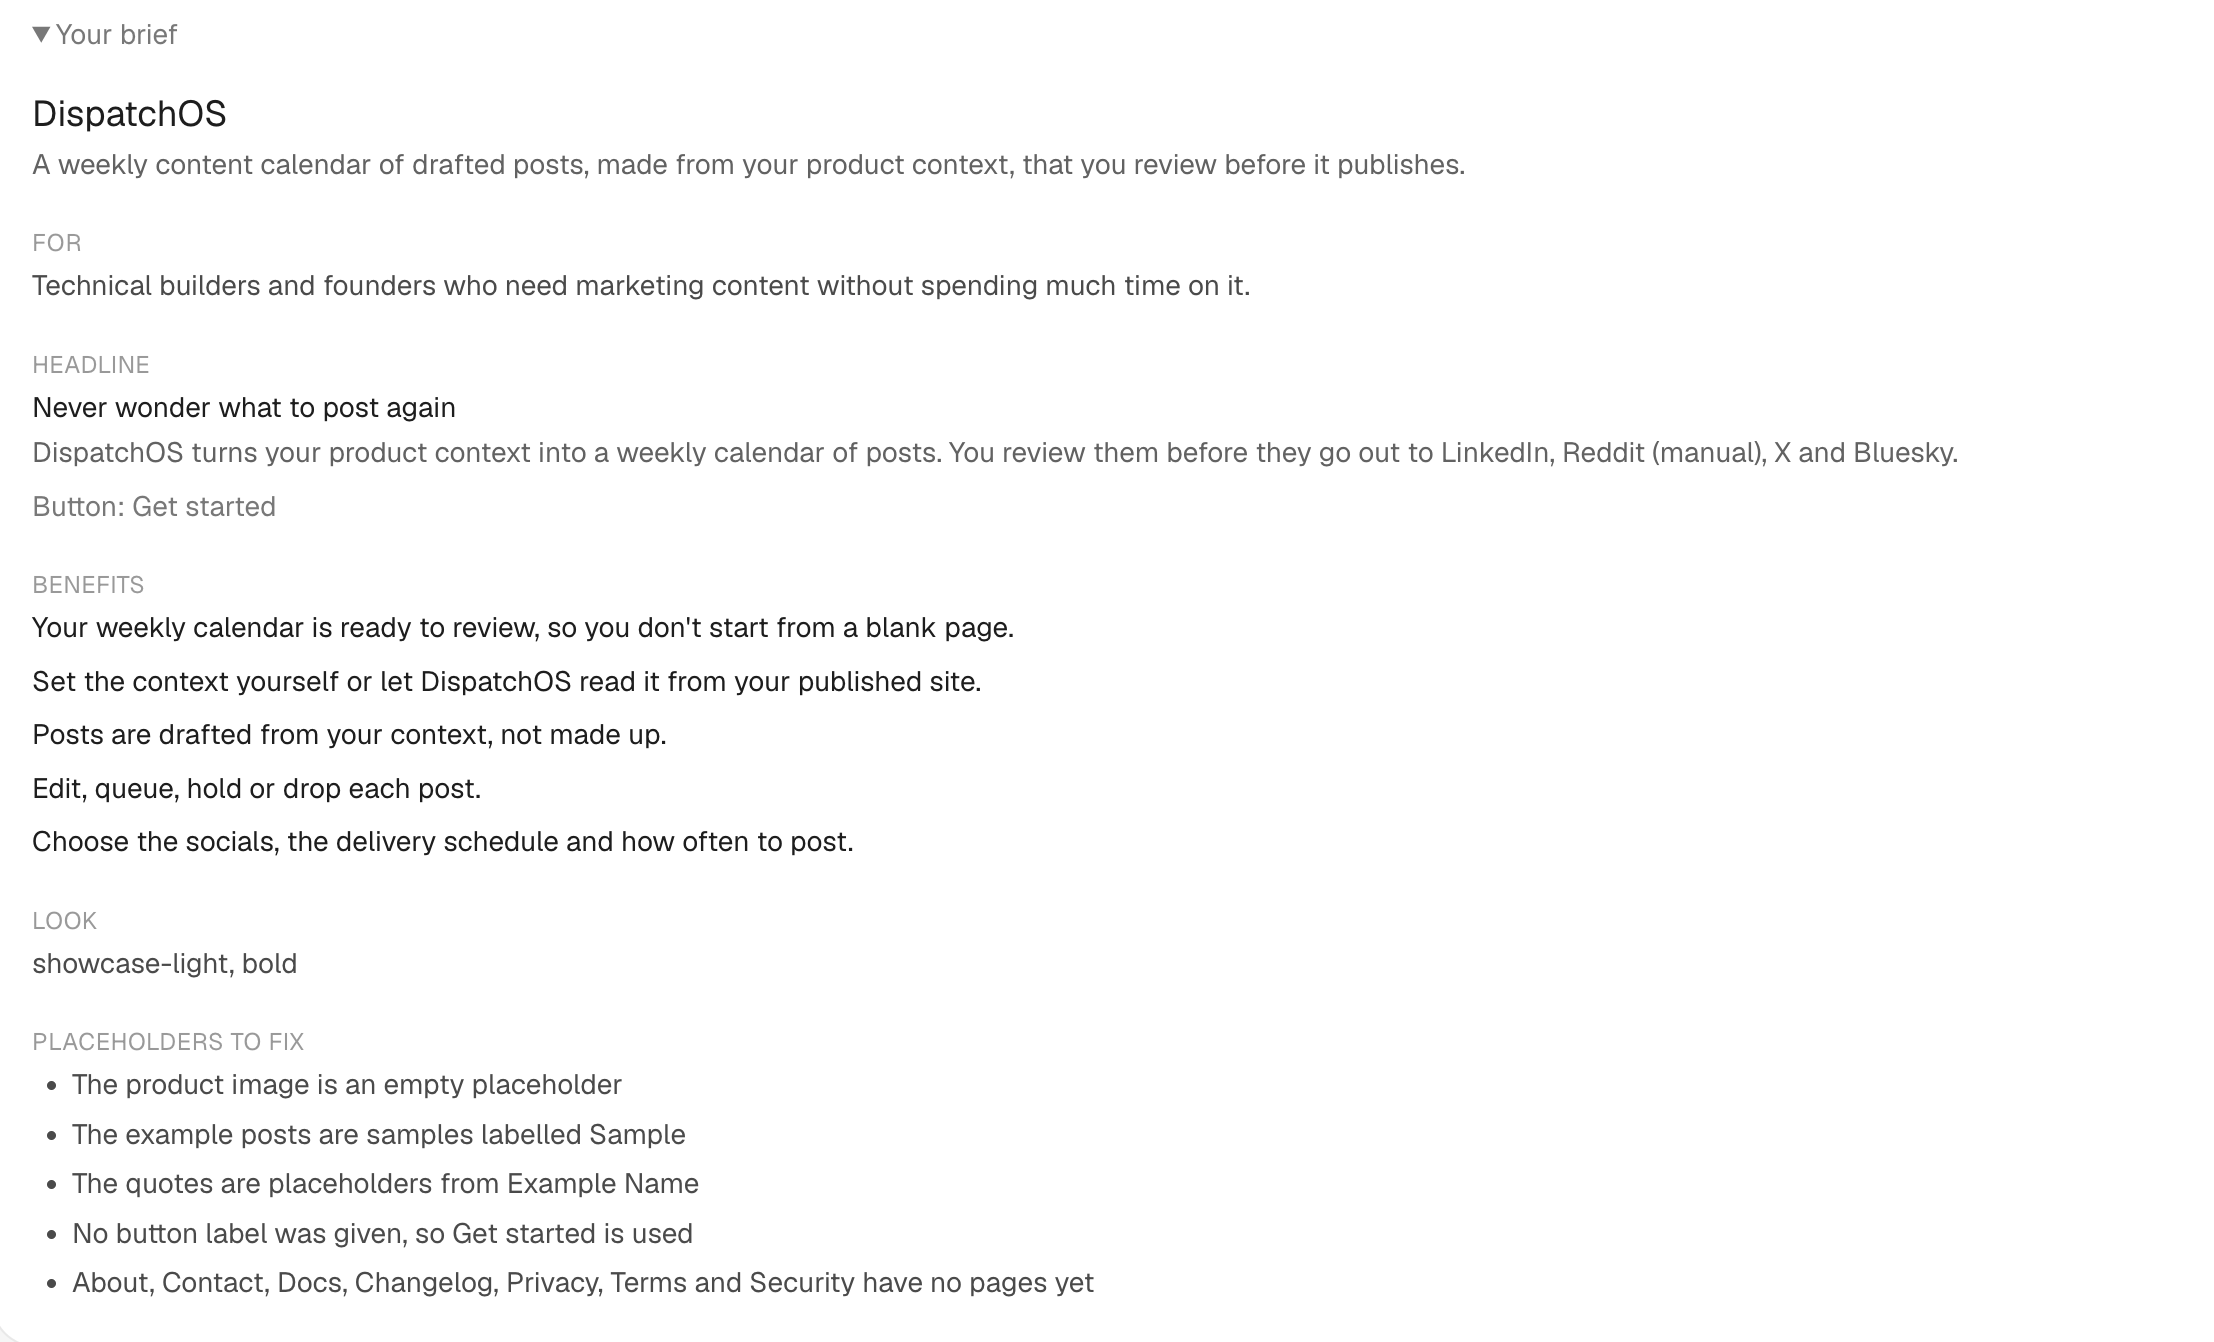 ▼ Your brief
DispatchOS
A weekly content calendar of drafted posts, made from your product context, that you review before it publishes.
FOR
Technical builders and founders who need marketing content without spending much time on it.
HEADLINE
Never wonder what to post again
DispatchOS turns your product context into a weekly calendar of posts. You review them before they go out to LinkedIn, Reddit (manual), X and Bluesky.
Button: Get started
BENEFITS
Your weekly calendar is ready to review, so you don't start from a blank page.
Set the context yourself or let DispatchOS read it from your published site.
Posts are drafted from your context, not made up.
Edit, queue, hold or drop each post.
Choose the socials, the delivery schedule and how often to post.
LOOK
showcase-light, bold
PLACEHOLDERS TO FIX
• The product image is an empty placeholder
• The example posts are samples labelled Sample
• The quotes are placeholders from Example Name
• No button label was given, so Get started is used
• About, Contact, Docs, Changelog, Privacy, Terms and Security have no pages yet